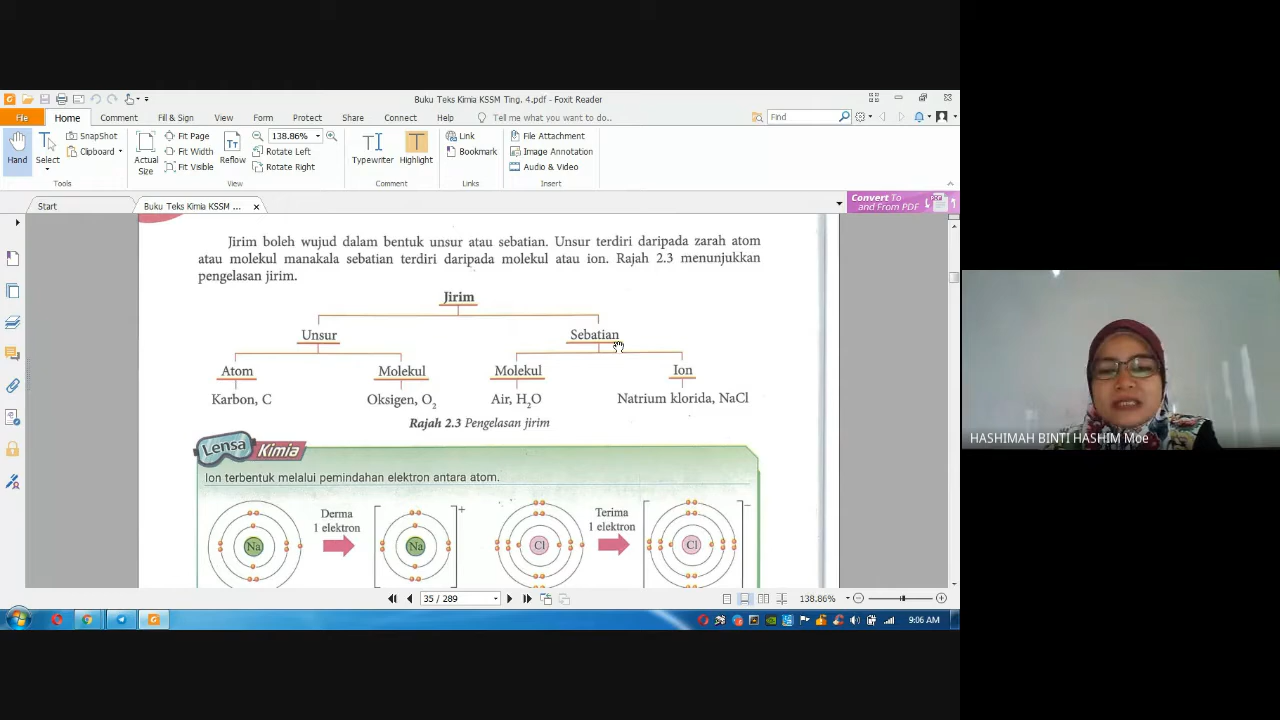 Buku Teks Kimia KSSM Ting. 4.pdf - Foxit Reader
File Home Comment Fill & Sign View Form Protect Share Connect Help Tell me what you want to do.. Find
Hand
Select
SnapShot
Clipboard
Actual Size
Fit Page
Fit Width
Fit Visible
Reflow
138.86%
Rotate Left
Rotate Right
Typewriter
Highlight
Link
Bookmark
File Attachment
Image Annotation
Audio & Video
Tools View Comment Links Insert
Start
Buku Teks Kimia KSSM ...
Convert To
and From PDF
PDF
Jirim boleh wujud dalam bentuk unsur atau sebatian. Unsur terdiri daripada zarah atom
atau molekul manakala sebatian terdiri daripada molekul atau ion. Rajah 2.3 menunjukkan
pengelasan jirim.
Jirim
Unsur Sebatian
Atom Molekul Molekul Ion
Karbon, C Oksigen, O₂ Air, H₂O Natrium klorida, NaCl
Rajah 2.3 Pengelasan jirim
Lensa Kimia
Ion terbentuk melalui pemindahan elektron antara atom.
Derma
1 elektron
Terima
1 elektron
Na Na + Cl Cl −
35 / 289
138.86%
9:06 AM
HASHIMAH BINTI HASHIM Moe